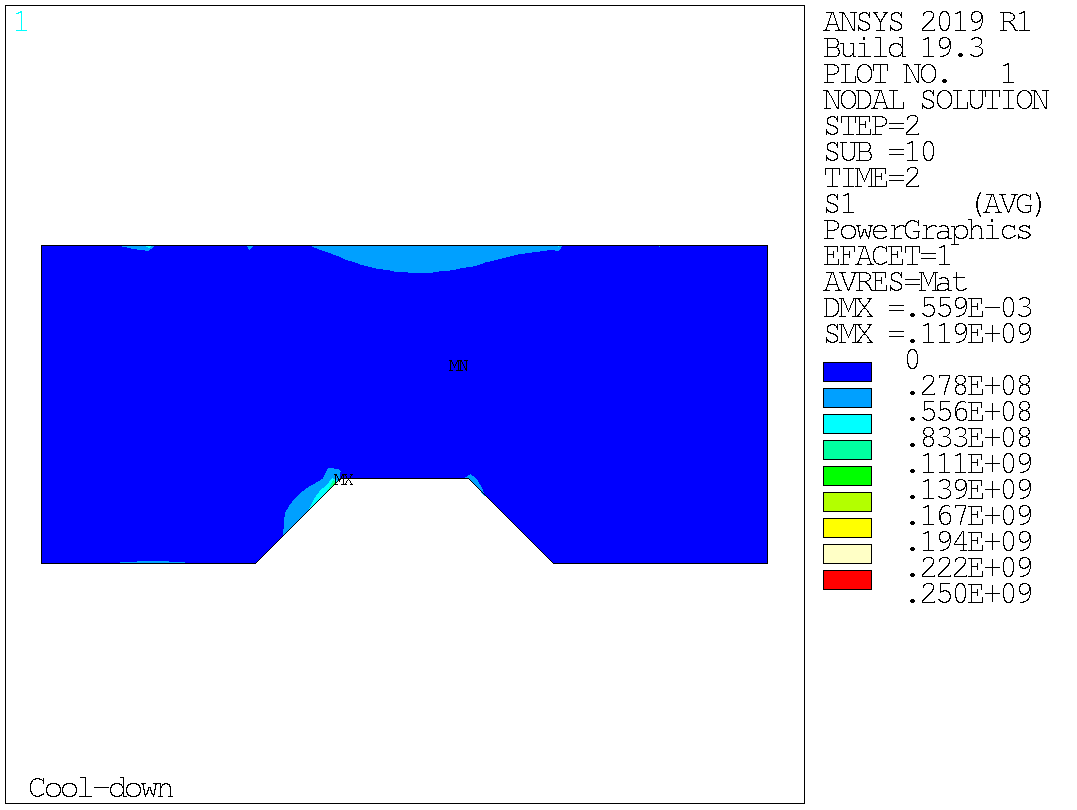 1
ANSYS 2019 R1
Build 19.3
PLOT NO. 1
NODAL SOLUTION
STEP=2
SUB =10
TIME=2
S1 (AVG)
PowerGraphics
EFACET=1
AVRES=Mat
DMX =.559E-03
SMX =.119E+09
0
.278E+08
.556E+08
.833E+08
.111E+09
.139E+09
.167E+09
.194E+09
.222E+09
.250E+09
MN
MX
Cool-down